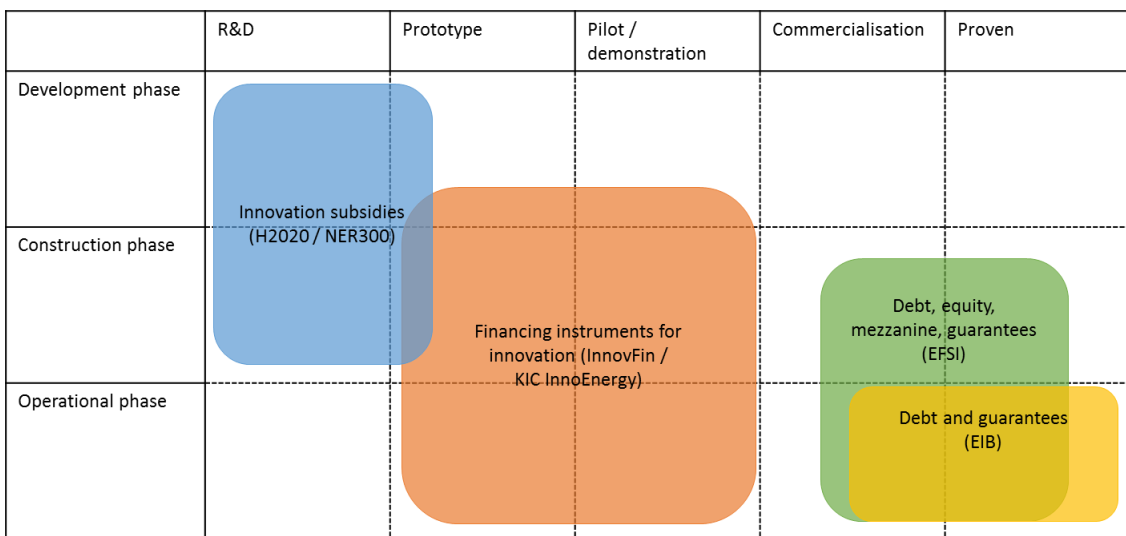 R&D
Prototype
Pilot /
demonstration
Commercialisation
Proven
Development phase
Innovation subsidies
(H2020 / NER300)
Construction phase
Financing instruments for
innovation (InnovFin /
KIC InnoEnergy)
Debt, equity,
mezzanine, guarantees
(EFSI)
Operational phase
Debt and guarantees
(EIB)